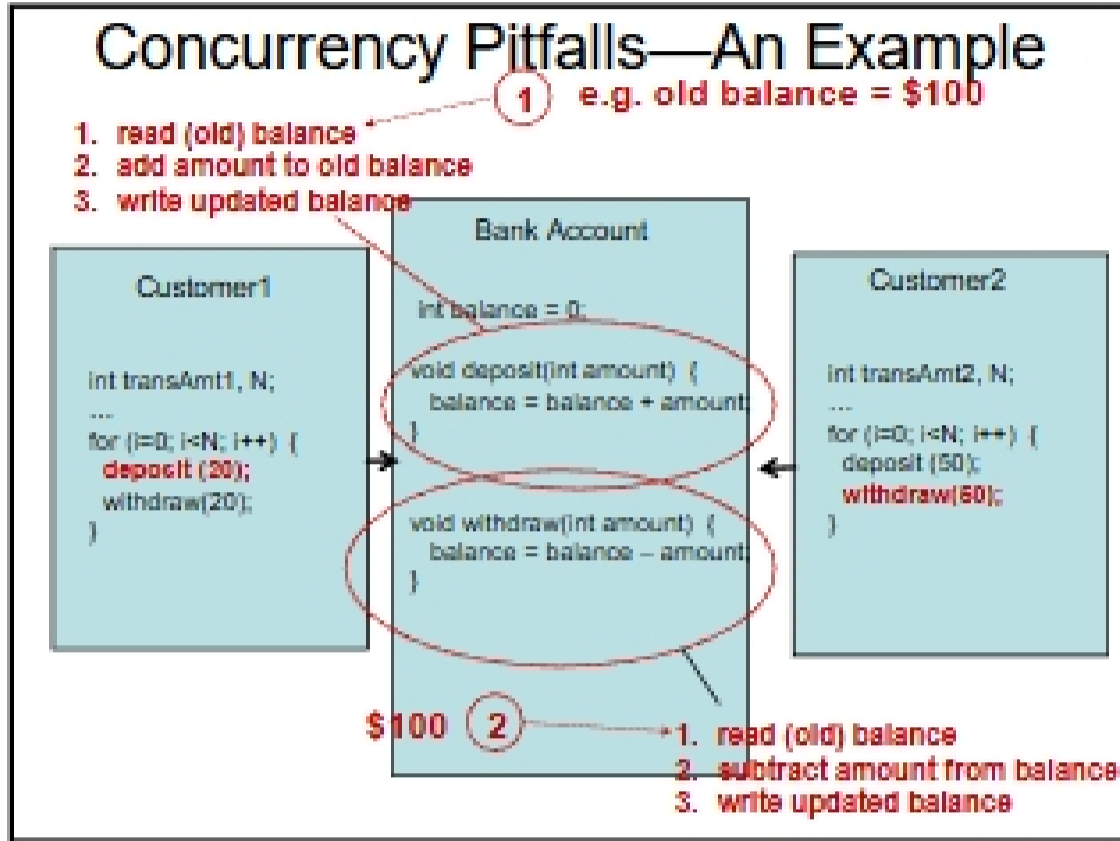 Concurrency Pitfalls—An Example
1 e.g. old balance = $100
1. read (old) balance
2. add amount to old balance
3. write updated balance
Customer1
int transAmt1, N;
....
for (i=0; i<N; i++) {
deposit (20);
withdraw(20);
}
Bank Account
int balance = 0;
void deposit(int amount) {
balance = balance + amount;
}
void withdraw(int amount) {
balance = balance – amount;
}
Customer2
int transAmt2, N;
....
for (i=0; i<N; i++) {
deposit (50);
withdraw(50);
}
$100 2
1. read (old) balance
2. subtract amount from balance
3. write updated balance